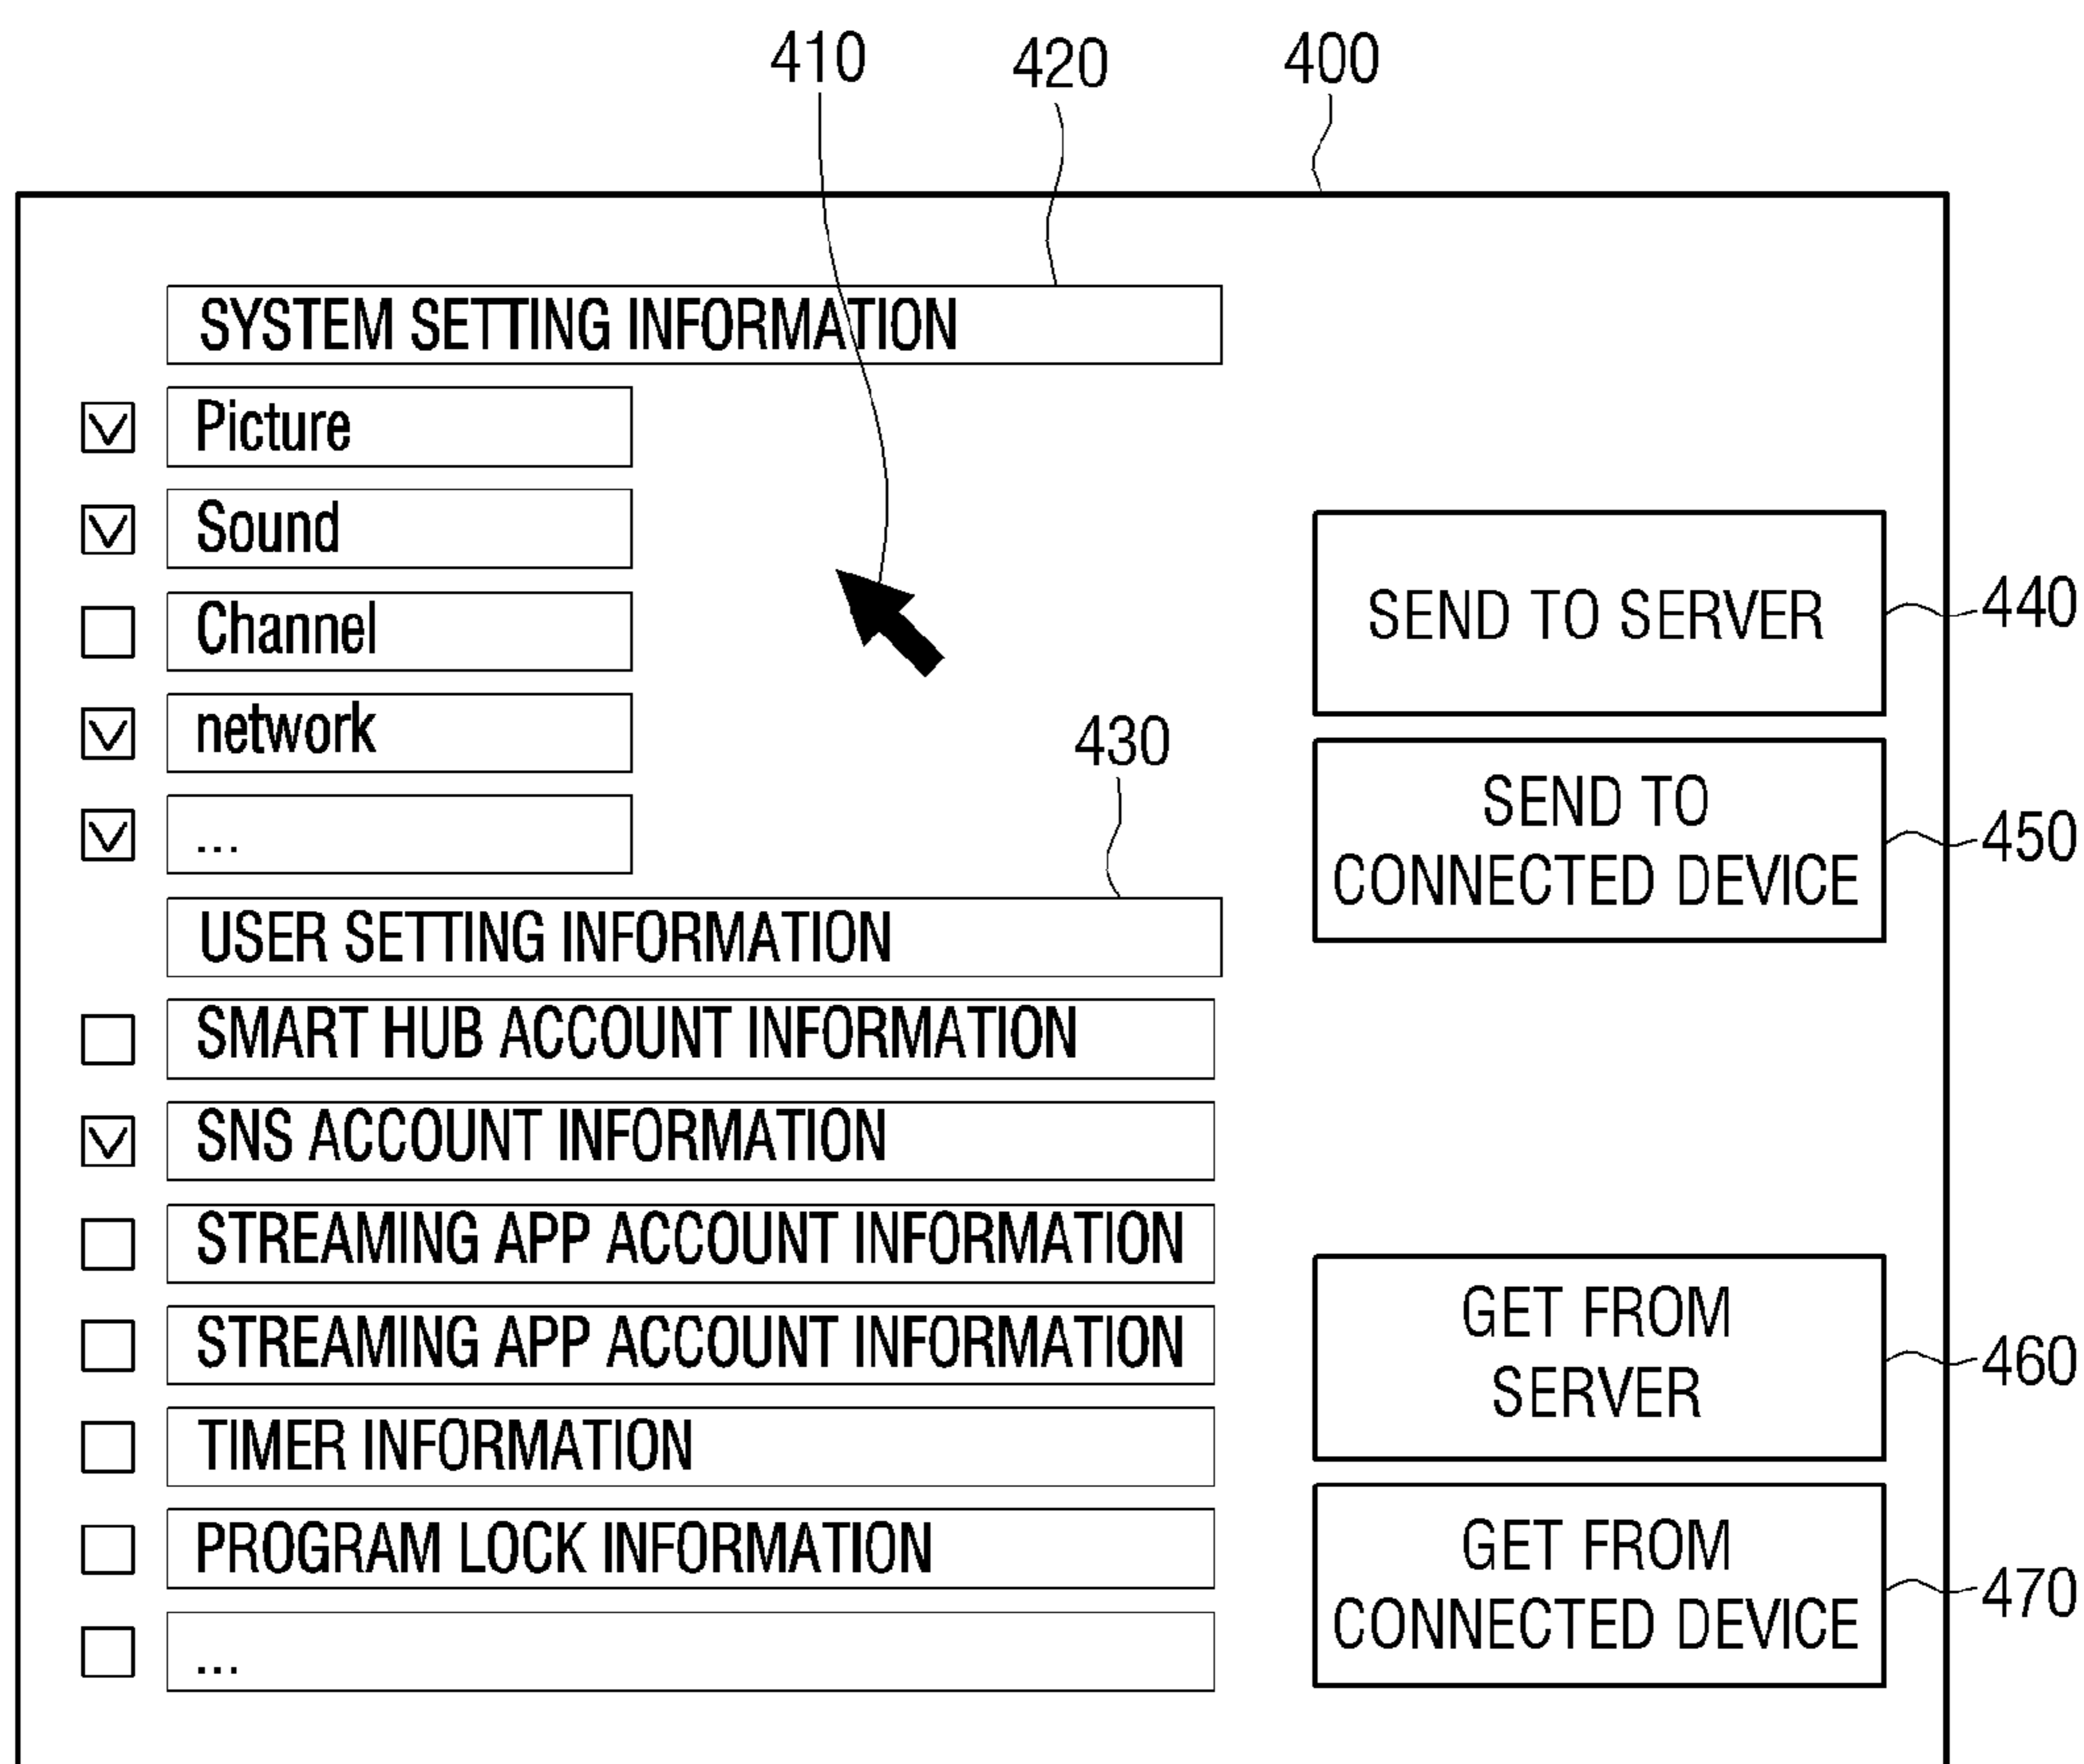 410
420
400
SYSTEM SETTING INFORMATION
Picture
Sound
Channel
network
...
430
USER SETTING INFORMATION
SMART HUB ACCOUNT INFORMATION
SNS ACCOUNT INFORMATION
STREAMING APP ACCOUNT INFORMATION
STREAMING APP ACCOUNT INFORMATION
TIMER INFORMATION
PROGRAM LOCK INFORMATION
...
SEND TO SERVER
440
SEND TO
CONNECTED DEVICE
450
GET FROM
SERVER
460
GET FROM
CONNECTED DEVICE
470